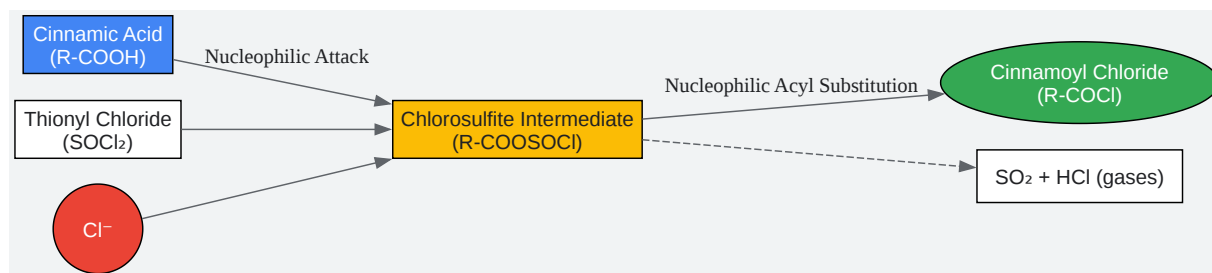 Cinnamic Acid
(R-COOH)
Nucleophilic Attack
Thionyl Chloride
(SOCl₂)
Cl⁻
Chlorosulfite Intermediate
(R-COOSOCl)
Nucleophilic Acyl Substitution
Cinnamoyl Chloride
(R-COCl)
SO₂ + HCl (gases)